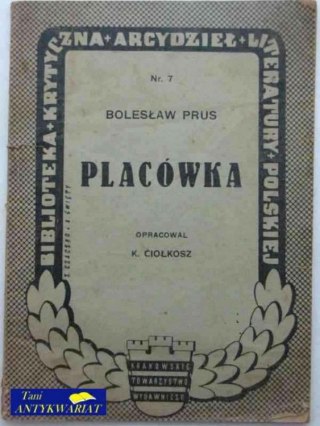 BIBLIOTEKA KRYTYCZNA ARCYDZIEŁ LITERATURY POLSKIEJ
Nr. 7
BOLESŁAW PRUS
PLACÓWKA
OPRACOWAŁ
K. CIOŁKOSZ
KRAKOWSKIE
TOWARZYSTWO
WYDAWNICZE
Tani
ANTYKWARIAT